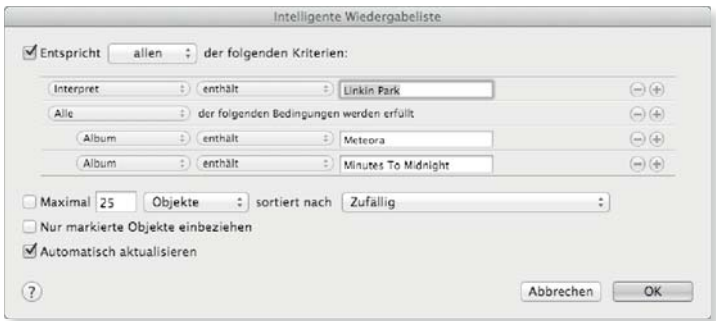 Intelligente Wiedergabeliste
Entspricht allen der folgenden Kriterien:
Interpret enthält Linkin Park
Alle der folgenden Bedingungen werden erfüllt
Album enthält Meteora
Album enthält Minutes To Midnight
Maximal 25 Objekte sortiert nach Zufällig
Nur markierte Objekte einbeziehen
Automatisch aktualisieren
? Abbrechen OK